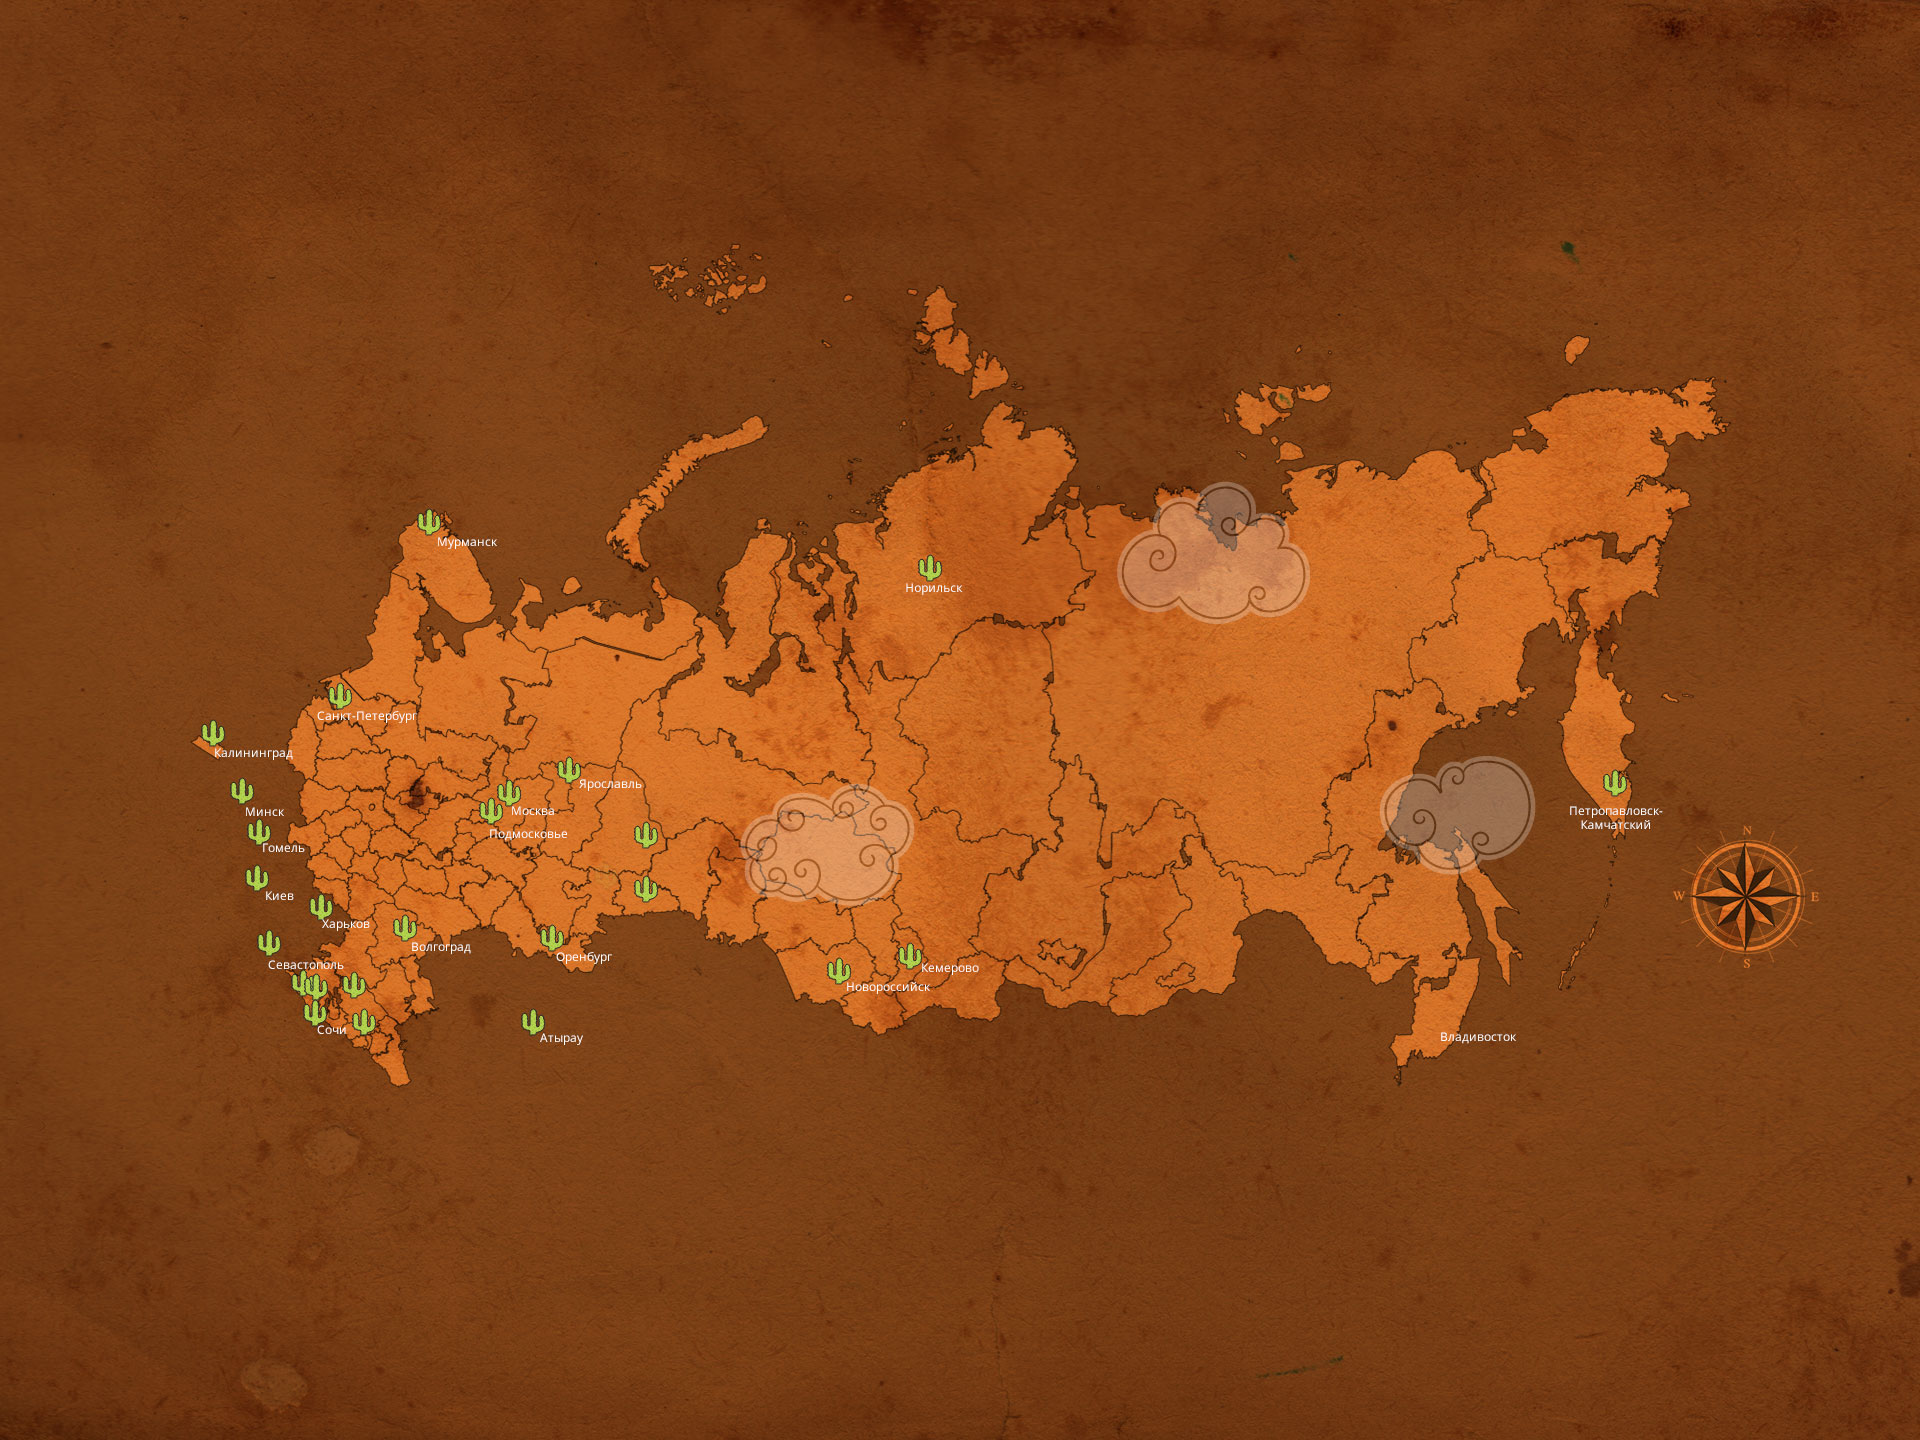 Мурманск
Норильск
Санкт-Петербург
Калининград
Ярославль
Минск
Москва
Подмосковье
Гомель
Петропавловск-
Камчатский
N
W
E
S
Киев
Харьков
Волгоград
Оренбург
Севастополь
Кемерово
Новороссийск
Сочи
Атырау
Владивосток